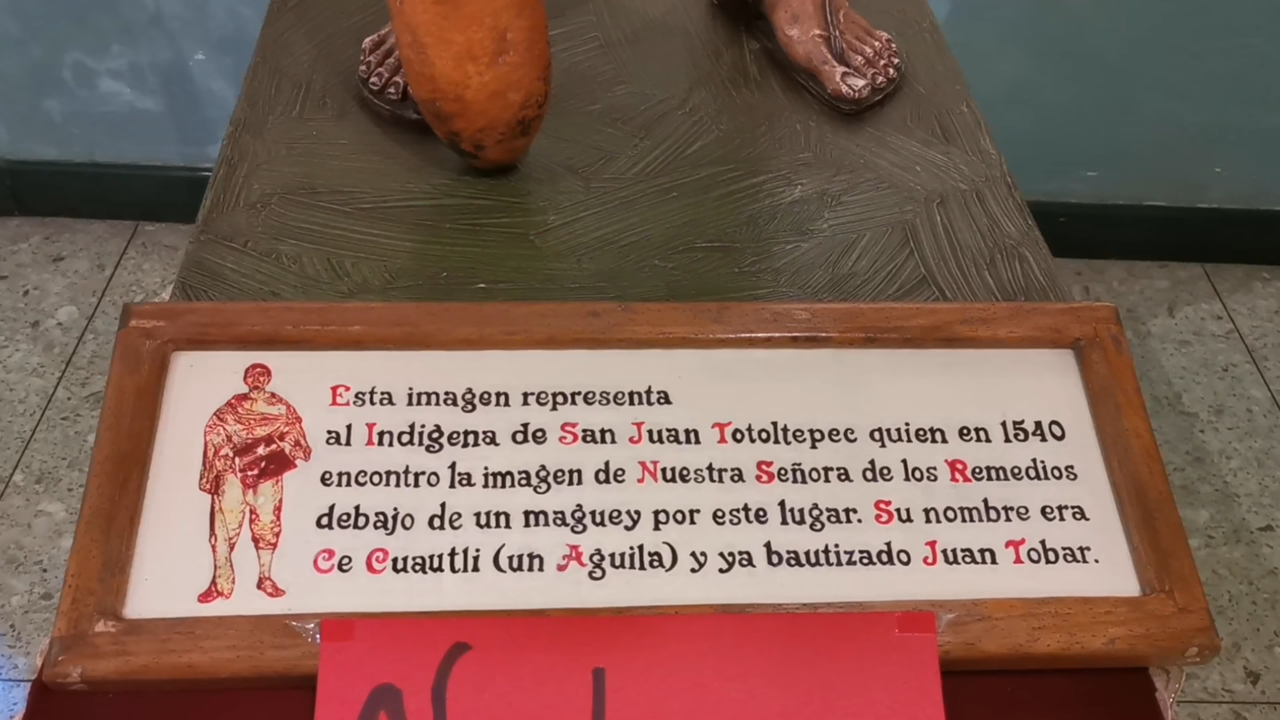 Esta imagen representa
al Indigena de San Juan Totoltepec quien en 1540
encontro la imagen de Nuestra Señora de los Remedios
debajo de un maguey por este lugar. Su nombre era
Ce Cuautli (un Aguila) y ya bautizado Juan Tobar.